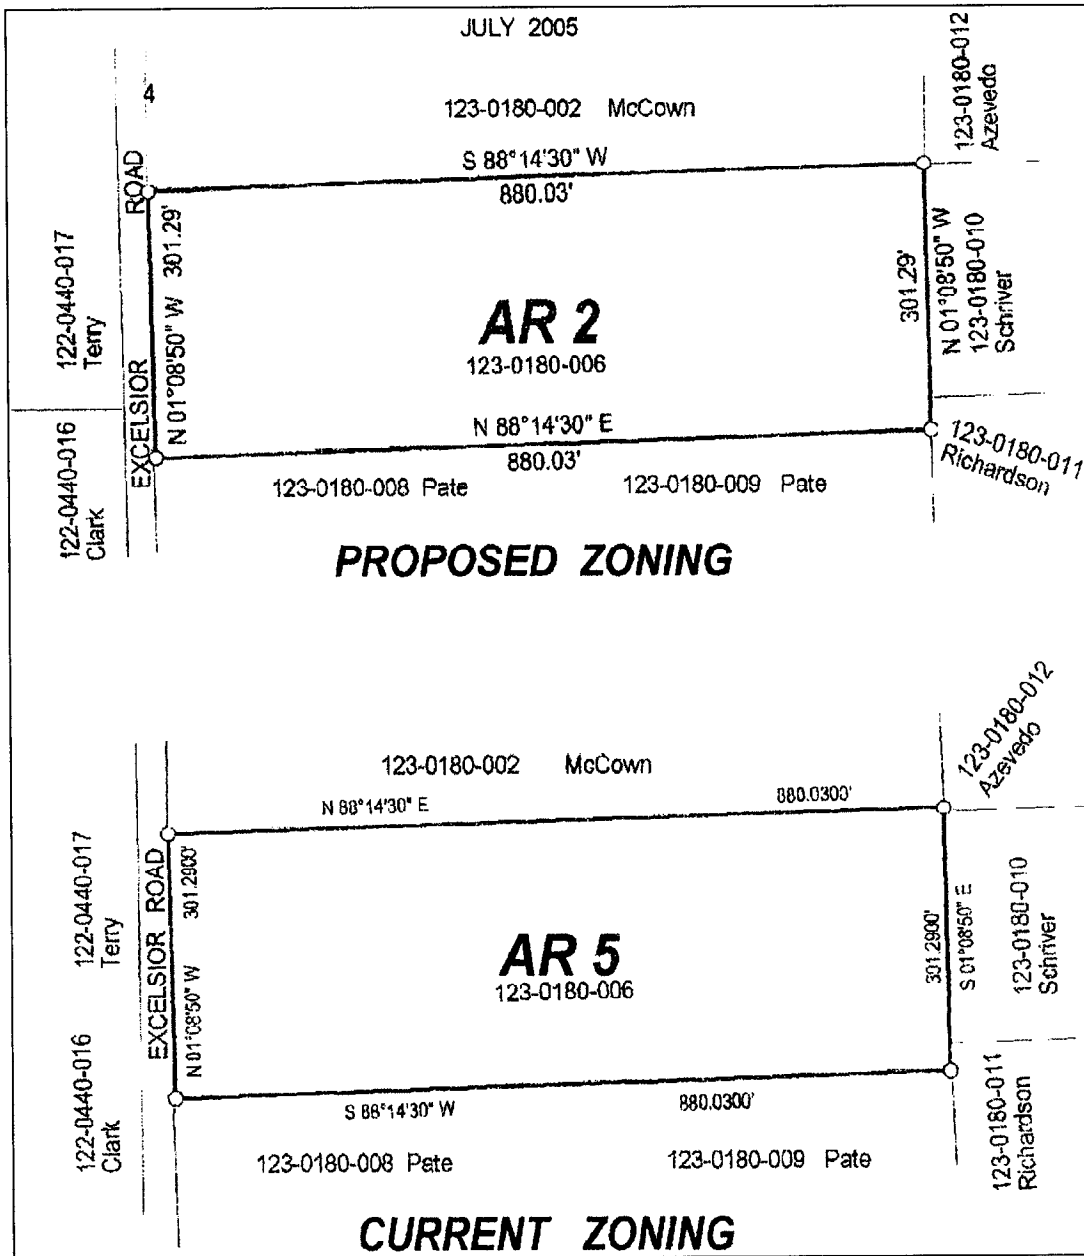 JULY 2005
4
123-0180-002 McCown
123-0180-012
Azevedo
S 88°14'30" W
880.03'
EXCELSIOR ROAD
N 01°08'50" W 301.29'
122-0440-017
Terry
122-0440-016
Clark
AR 2
123-0180-006
301.29'
N 01°08'50" W
123-0180-010
Schriver
N 88°14'30" E
880.03'
123-0180-011
Richardson
123-0180-008 Pate
123-0180-009 Pate
PROPOSED ZONING
123-0180-002 McCown
123-0180-012
Azevedo
N 88°14'30" E
880.0300'
122-0440-017
Terry
122-0440-016
Clark
EXCELSIOR ROAD
N 01°08'50" W 301.2900'
AR 5
123-0180-006
301.2900'
S 01°08'50" E
123-0180-010
Schriver
123-0180-011
Richardson
S 88°14'30" W
880.0300'
123-0180-008 Pate
123-0180-009 Pate
CURRENT ZONING